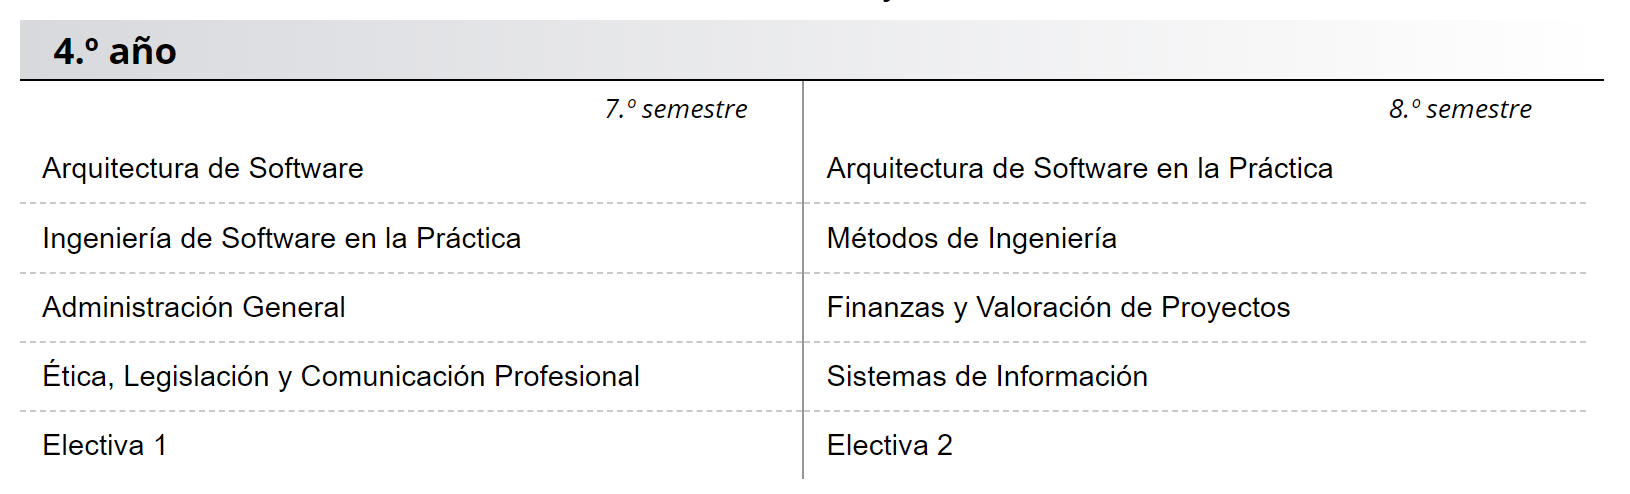 4.º año
7.º semestre
Arquitectura de Software
Ingeniería de Software en la Práctica
Administración General
Ética, Legislación y Comunicación Profesional
Electiva 1
8.º semestre
Arquitectura de Software en la Práctica
Métodos de Ingeniería
Finanzas y Valoración de Proyectos
Sistemas de Información
Electiva 2